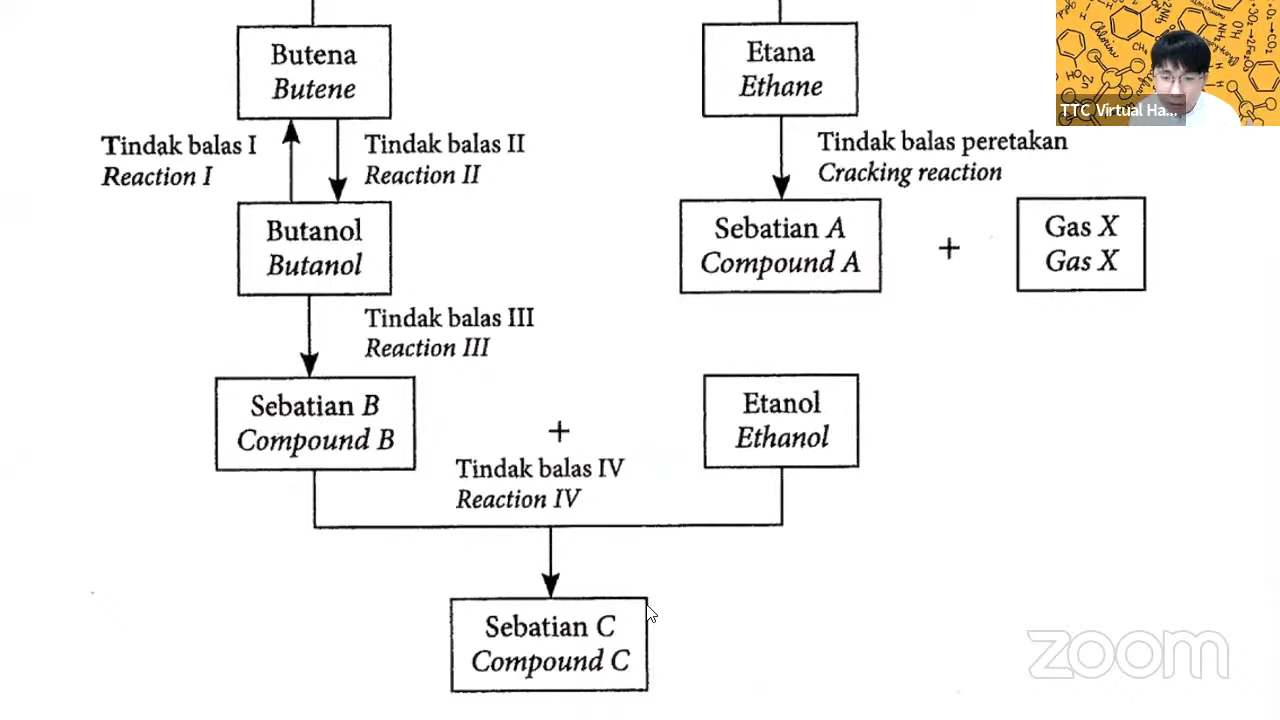 Butena
Butene
Etana
Ethane
TTC Virtual Ha...
Tindak balas I
Reaction I
Tindak balas II
Reaction II
Tindak balas peretakan
Cracking reaction
Butanol
Butanol
Sebatian A
Compound A
+
Gas X
Gas X
Tindak balas III
Reaction III
Sebatian B
Compound B
+
Etanol
Ethanol
Tindak balas IV
Reaction IV
Sebatian C
Compound C
zoom